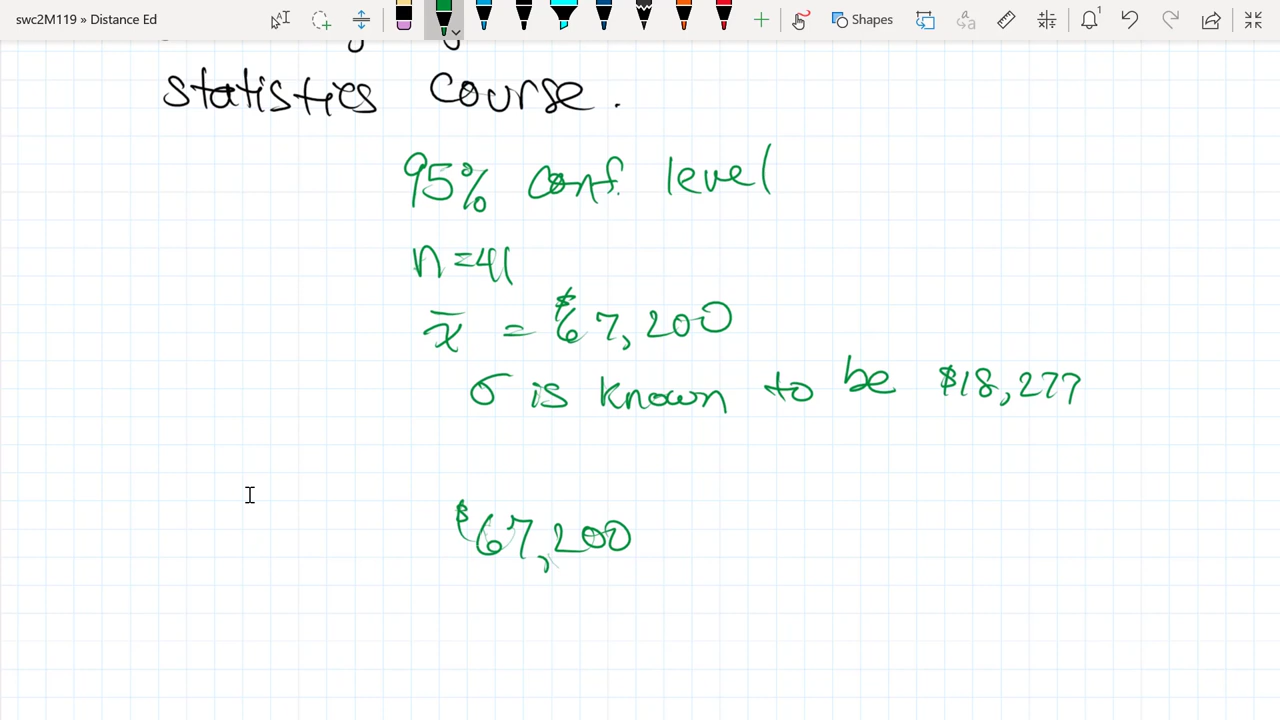 swc2M119 » Distance Ed
Shapes
statistics course.
95% conf. level
n=41
x̄ = $67,200
σ is known to be $18,277
$67,200